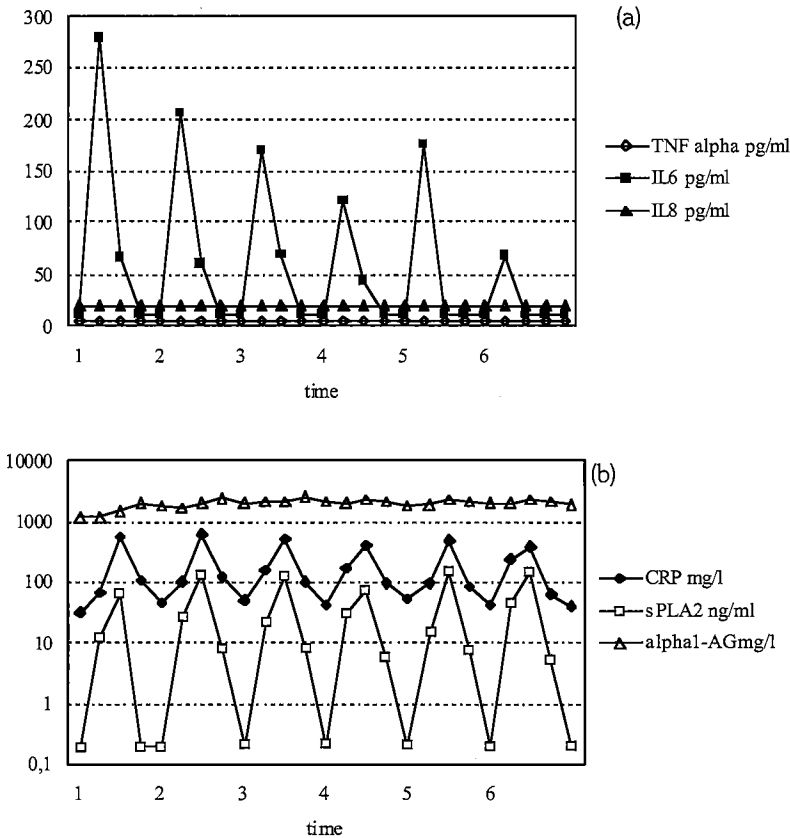 (a)
300
250
200
150
100
50
0
1 2 3 4 5 6
time
TNF alpha pg/ml
IL6 pg/ml
IL8 pg/ml
(b)
10000
1000
100
10
1
0,1
1 2 3 4 5 6
time
CRP mg/l
sPLA2 ng/ml
alpha1-AGmg/l